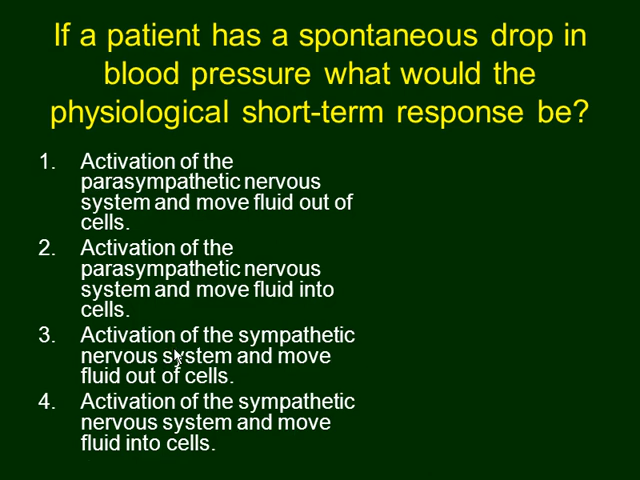 If a patient has a spontaneous drop in
blood pressure what would the
physiological short-term response be?
1. Activation of the
parasympathetic nervous
system and move fluid out of
cells.
2. Activation of the
parasympathetic nervous
system and move fluid into
cells.
3. Activation of the sympathetic
nervous system and move
fluid out of cells.
4. Activation of the sympathetic
nervous system and move
fluid into cells.